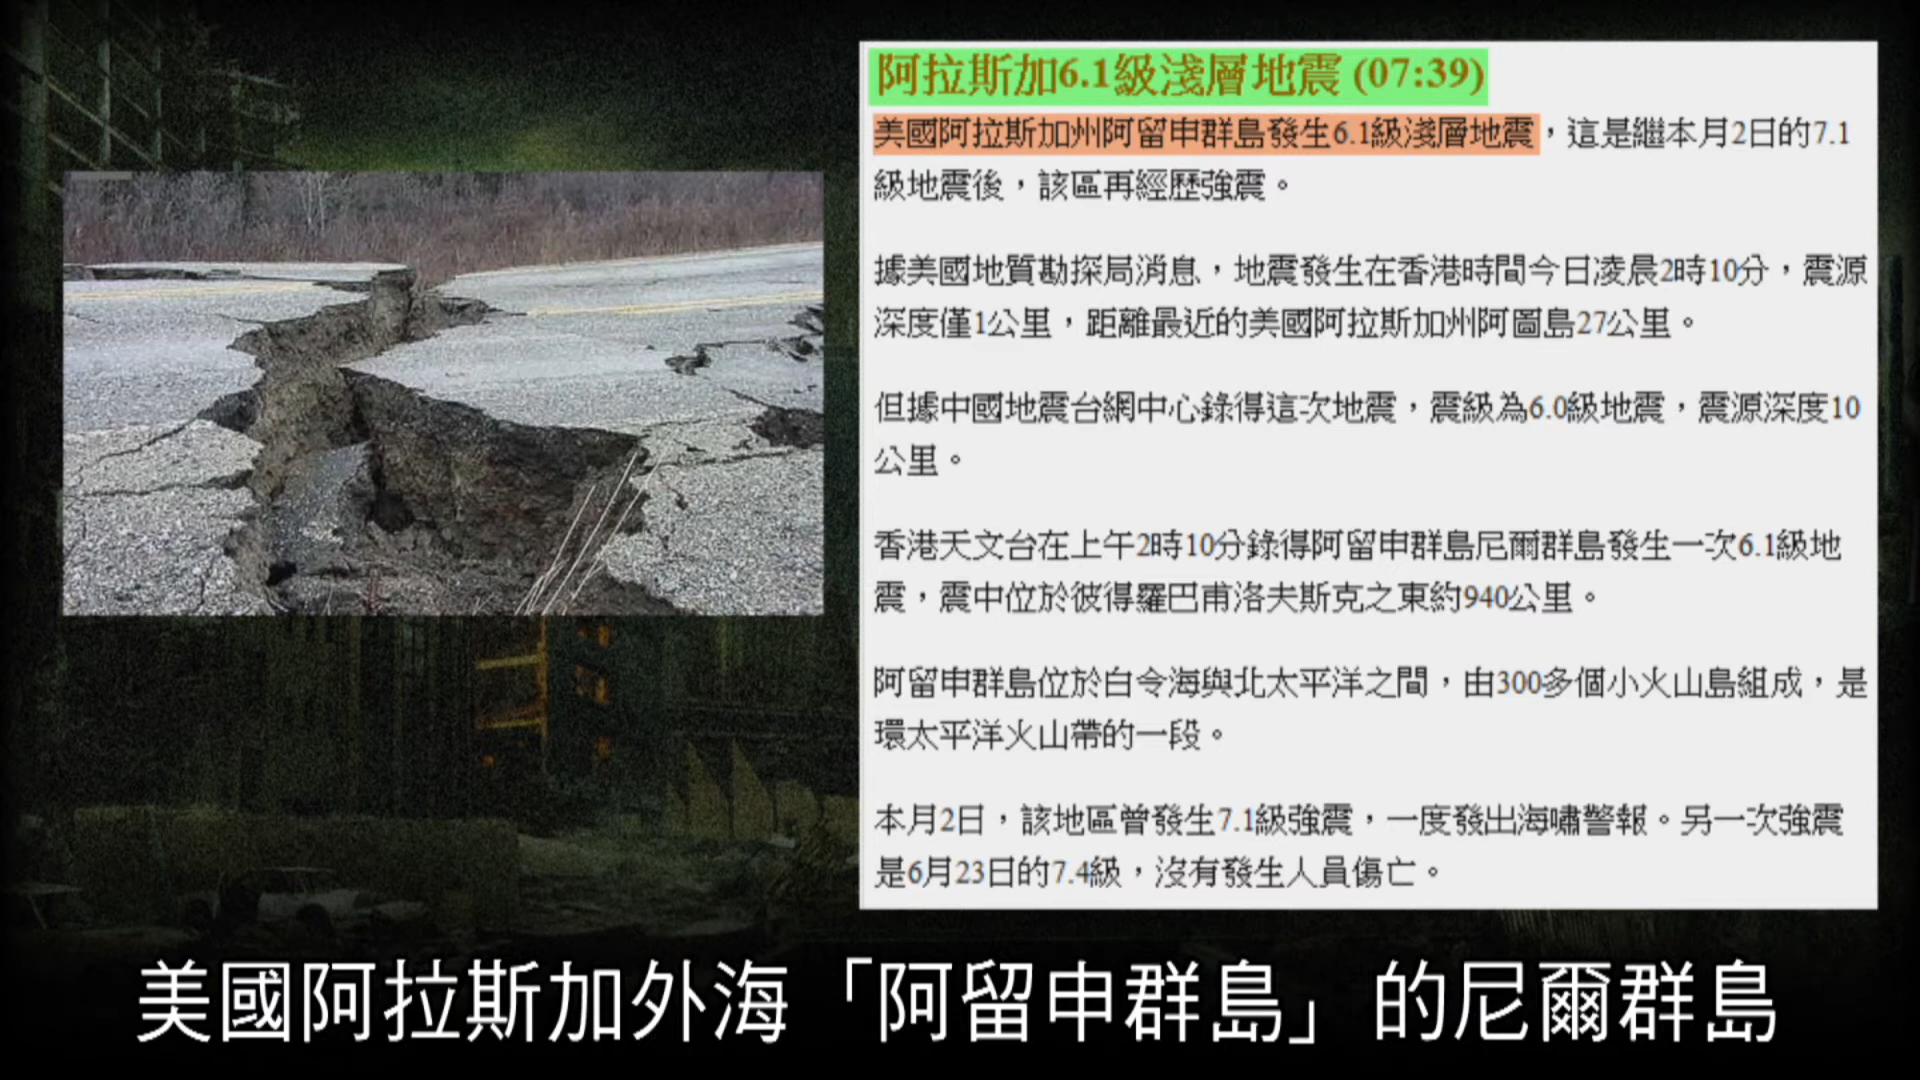 阿拉斯加6.1級淺層地震 (07:39)
美國阿拉斯加州阿留申群島發生6.1級淺層地震，這是繼本月2日的7.1
級地震後，該區再經歷強震。
據美國地質勘探局消息，地震發生在香港時間今日凌晨2時10分，震源
深度僅1公里，距離最近的美國阿拉斯加州阿圖島27公里。
但據中國地震台網中心錄得這次地震，震級為6.0級地震，震源深度10
公里。
香港天文台在上午2時10分錄得阿留申群島尼爾群島發生一次6.1級地
震，震中位於彼得羅巴甫洛夫斯克之東約940公里。
阿留申群島位於白令海與北太平洋之間，由300多個小火山島組成，是
環太平洋火山帶的一段。
本月2日，該地區曾發生7.1級強震，一度發出海嘯警報。另一次強震
是6月23日的7.4級，沒有發生人員傷亡。
美國阿拉斯加外海「阿留申群島」的尼爾群島